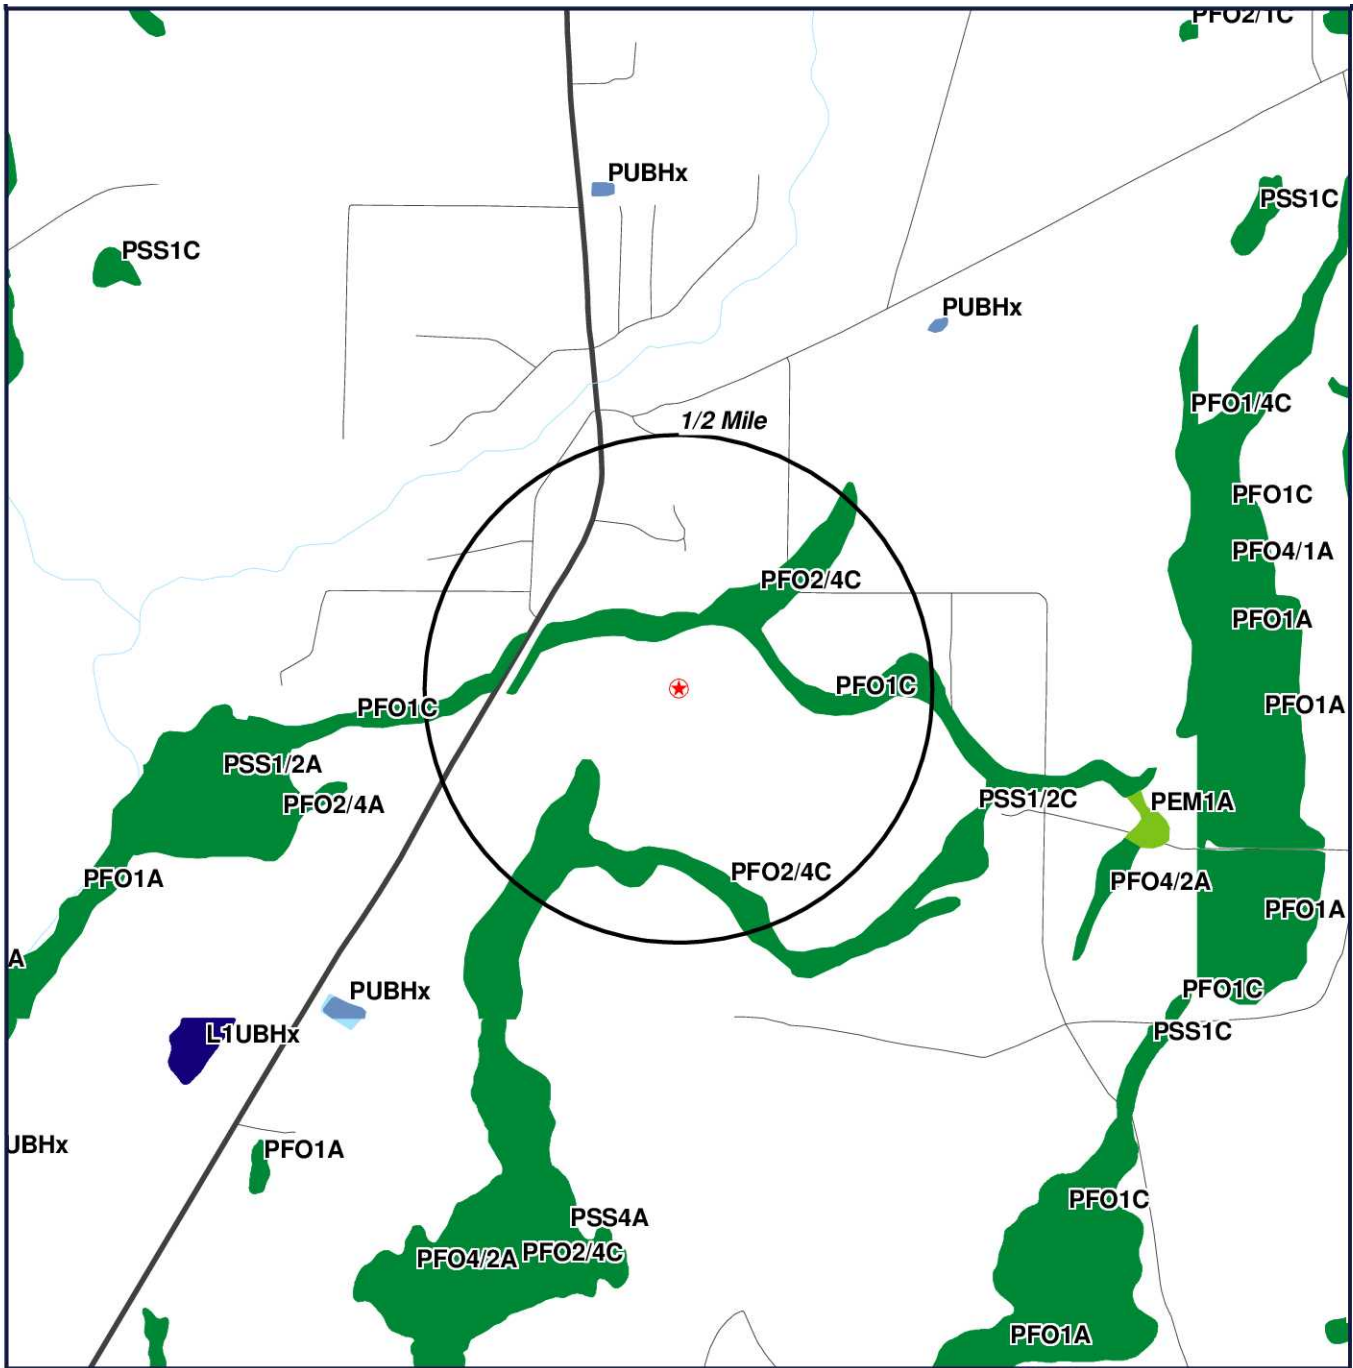 PFO2/1C
PUBHx
PSS1C
PSS1C
PUBHx
PFO1/4C
1/2 Mile
PFO1C
PFO4/1A
PFO2/4C
PFO1A
PFO1C
PFO1C
PFO1A
PSS1/2A
PFO2/4A
PSS1/2C
PEM1A
PFO1A
PFO2/4C
PFO4/2A
PFO1A
A
PUBHx
PFO1C
L1UBHx
PSS1C
UBHx
PFO1A
PFO1C
PSS4A
PFO4/2A
PFO2/4C
PFO1A